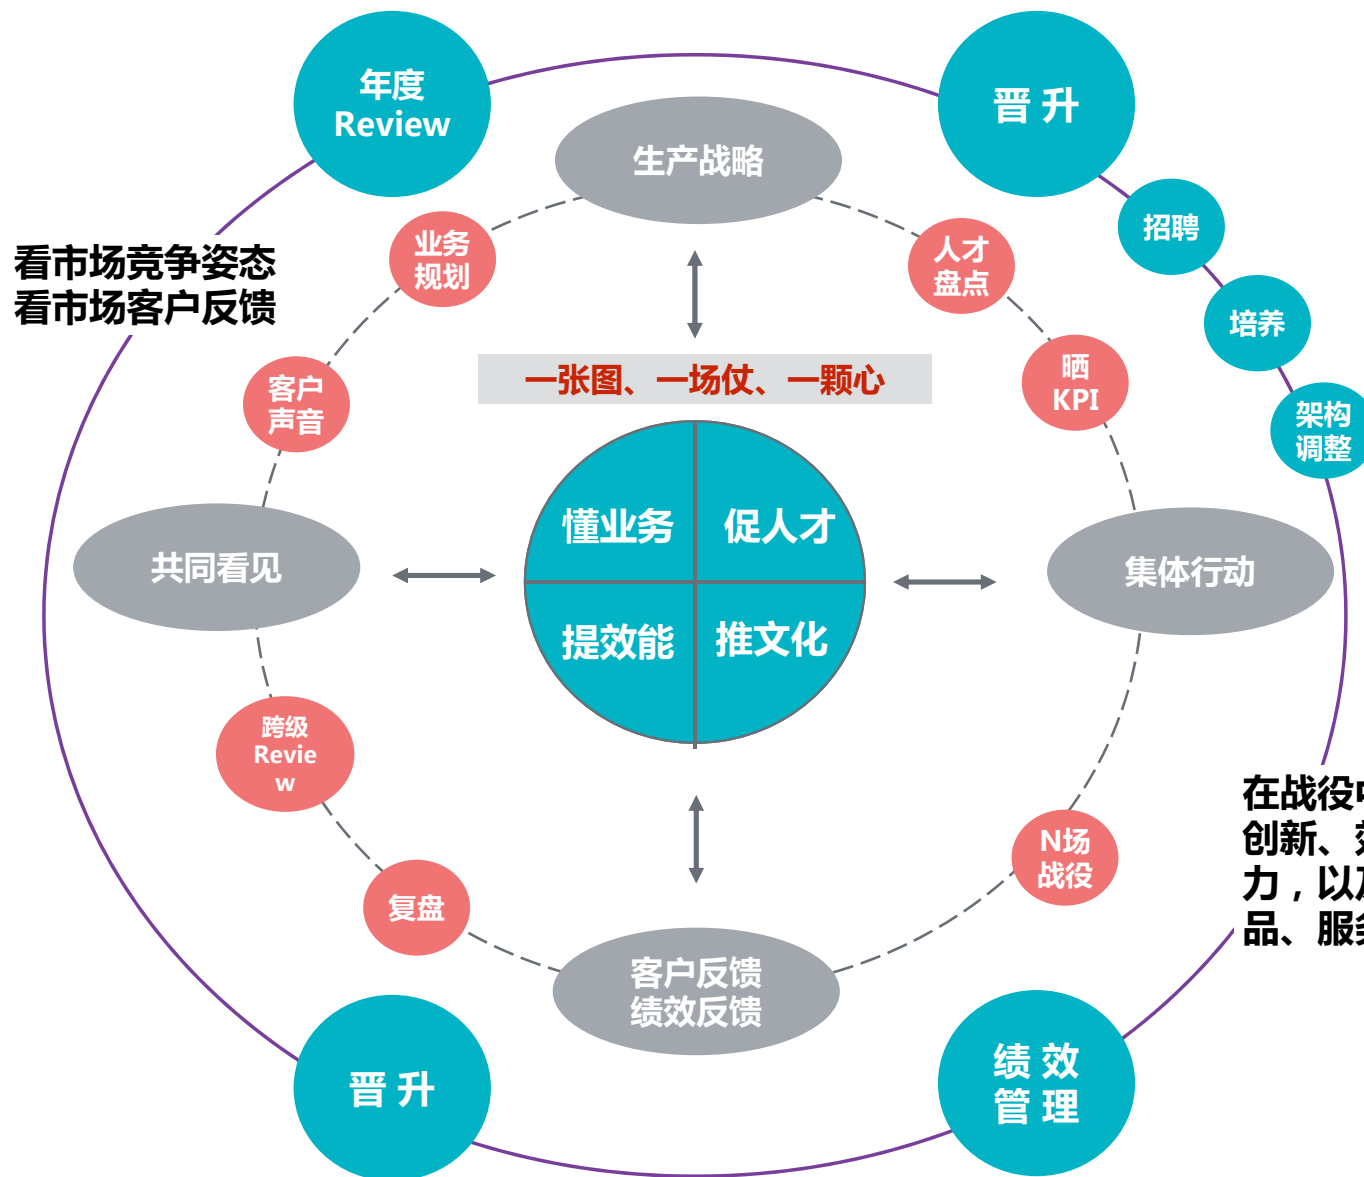 年度
Review
晋 升
生产战略
招聘
业务
规划
人才
盘点
看市场竞争姿态
看市场客户反馈
培养
一张图、一场仗、一颗心
晒
KPI
客户
声音
架构
调整
懂业务
促人才
共同看见
集体行动
提效能
推文化
跨级
Revie
w
在战役中
创新、效
力，以及
品、服务
N场
战役
复盘
客户反馈
绩效反馈
晋 升
绩 效
管 理